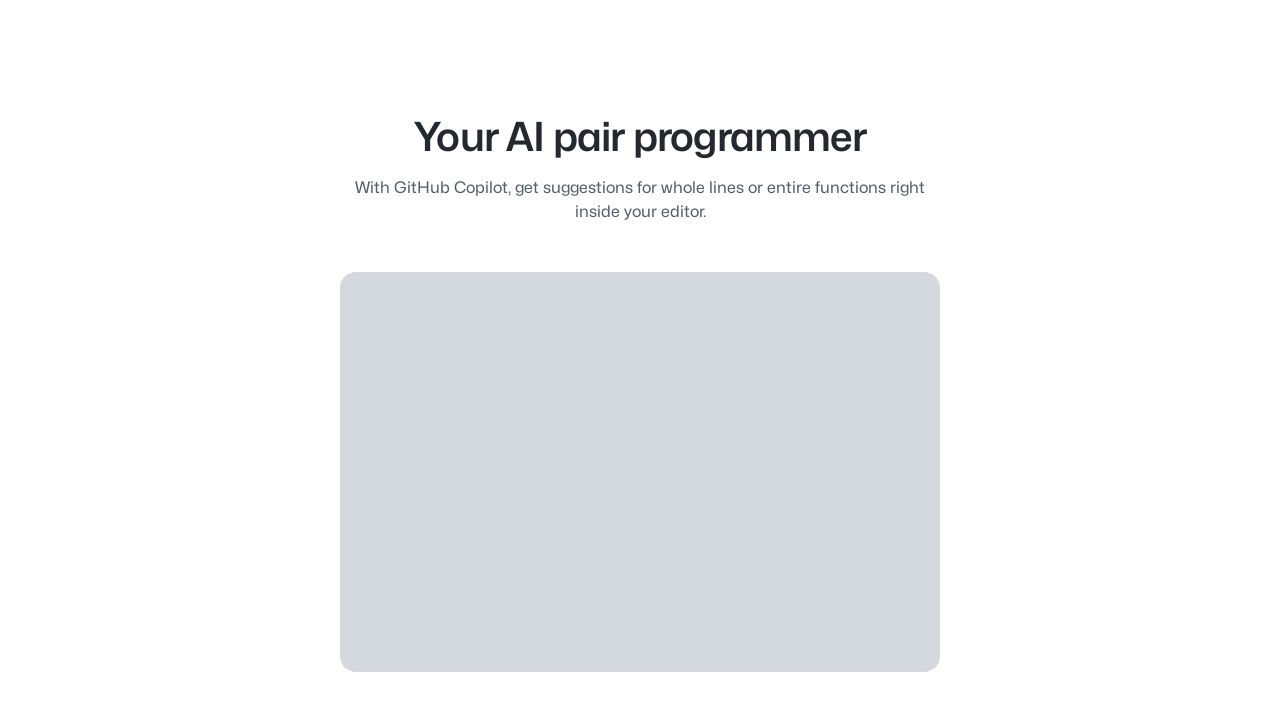 Your AI pair programmer
With GitHub Copilot, get suggestions for whole lines or entire functions right
inside your editor.